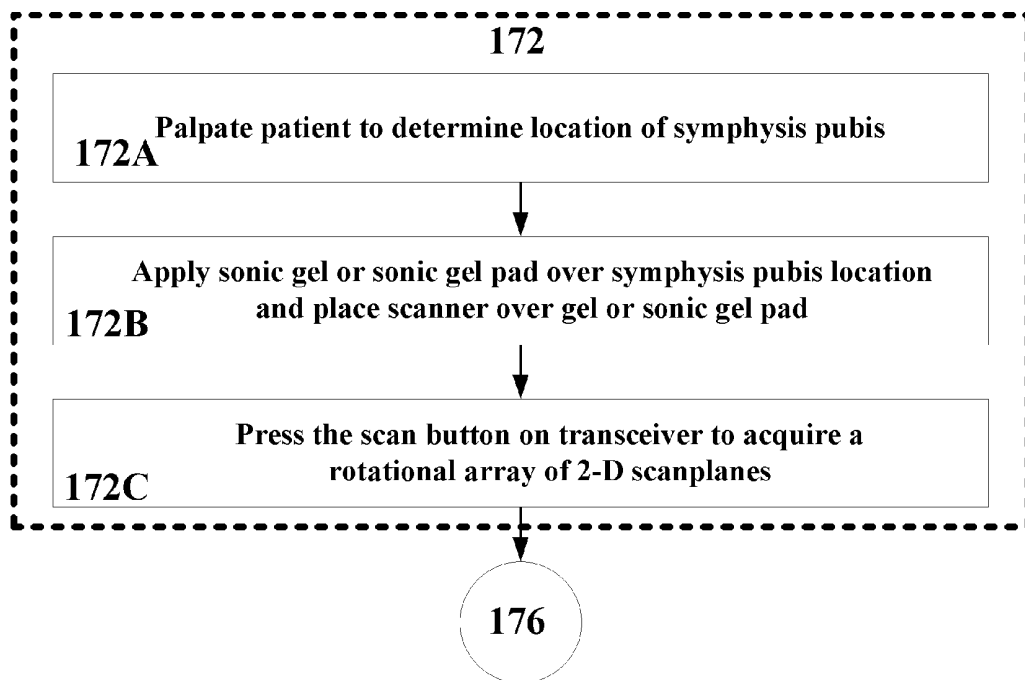 172
Palpate patient to determine location of symphysis pubis
172A
Apply sonic gel or sonic gel pad over symphysis pubis location
and place scanner over gel or sonic gel pad
172B
Press the scan button on transceiver to acquire a
rotational array of 2-D scanplanes
172C
176